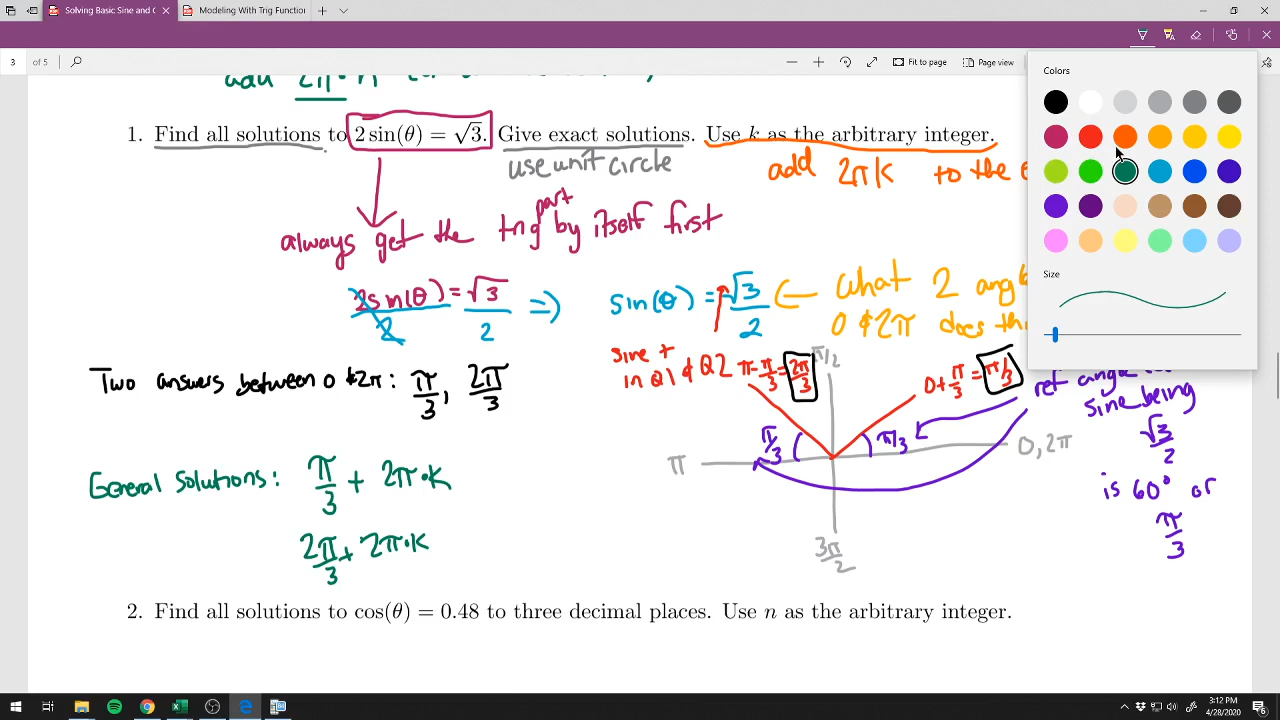 Solving Basic Sine and C
Modeling With Trig Function
3 of 5
Fit to page
Page view
add 2π·n
1. Find all solutions to 2 sin(θ) = √3. Give exact solutions. Use k as the arbitrary integer.
use unit circle
add 2πK to the
always get the trig part by itself first
2sin(θ)/2 = √3/2 =>
sin(θ) = √3/2 <— What 2 ang
0 & 2π does th
Two answers between 0 & 2π: π/3, 2π/3
sine +
in Q1 & Q2
π - π/3 = 2π/3
π/2
0 + π/3 = π/3
ref angle
sine being
√3/2
is 60° or
π/3
π/3
π/3
π
0, 2π
3π/2
General Solutions: π/3 + 2π·K
2π/3 + 2π·K
2. Find all solutions to cos(θ) = 0.48 to three decimal places. Use n as the arbitrary integer.
Colors
Size
3:12 PM
4/28/2020
6